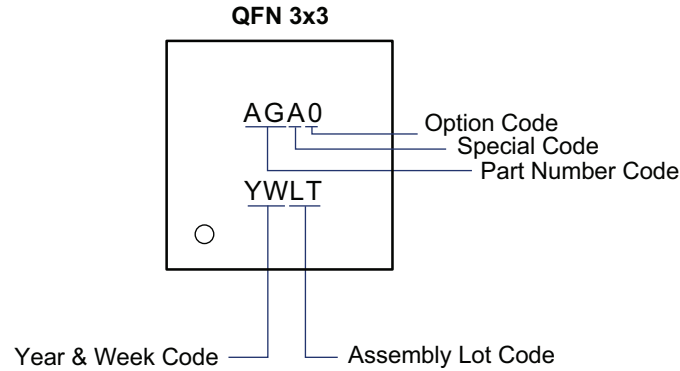 QFN 3x3
AGA0
Option Code
Special Code
Part Number Code
YWLT
Year & Week Code
Assembly Lot Code